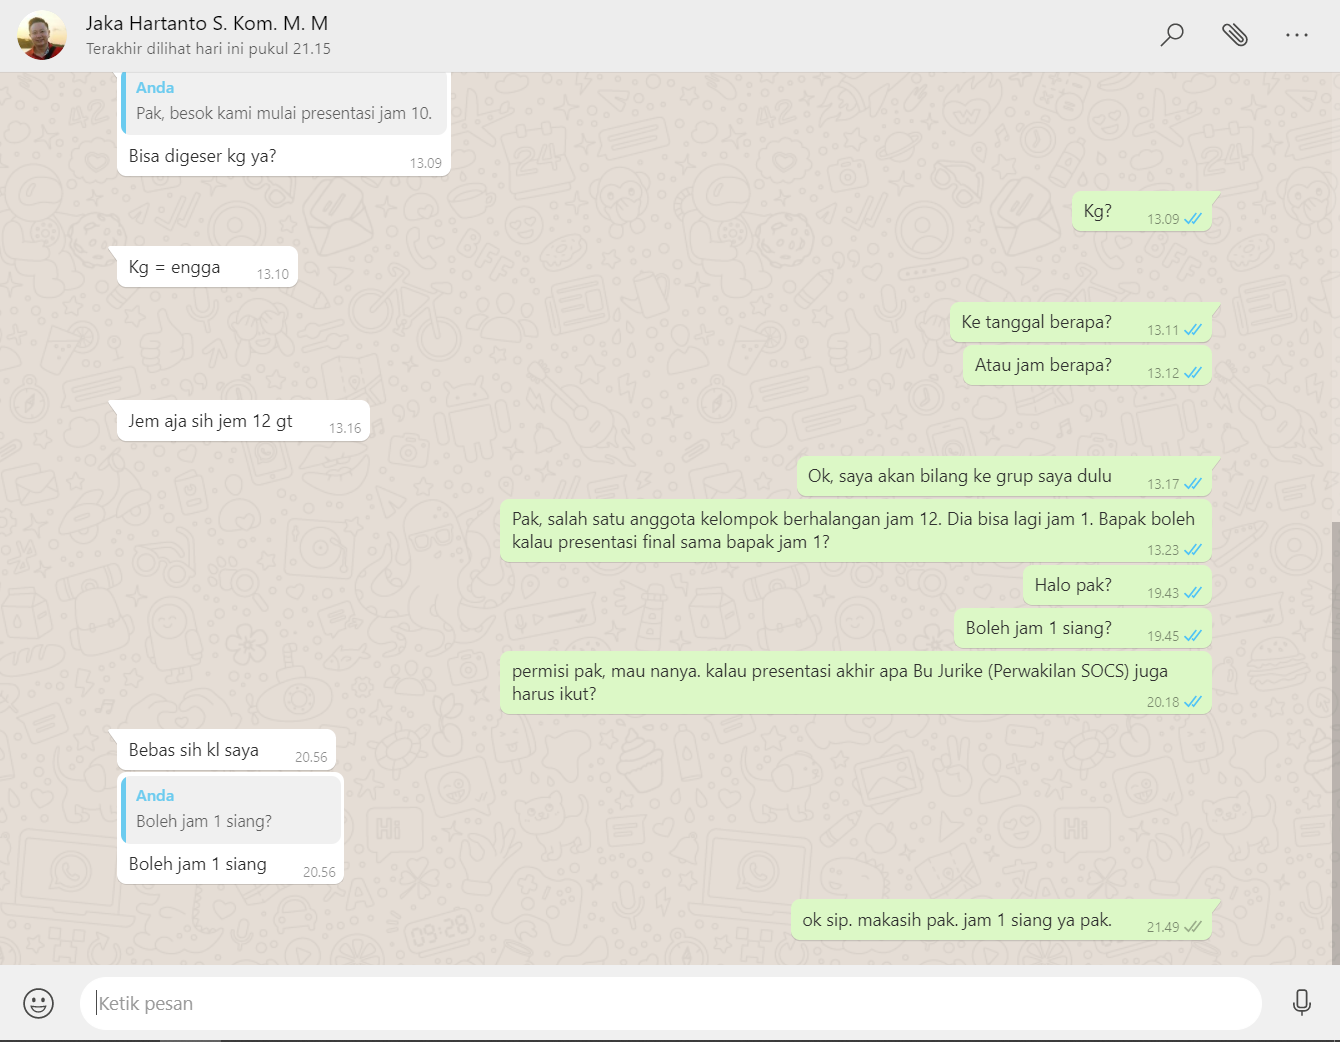 Jaka Hartanto S. Kom. M. M
Terakhir dilihat hari ini pukul 21.15
Anda
Pak, besok kami mulai presentasi jam 10.
Bisa digeser kg ya?
13.09
Kg?
13.09
Kg = engga
13.10
Ke tanggal berapa?
13.11
Atau jam berapa?
13.12
Jem aja sih jem 12 gt
13.16
Ok, saya akan bilang ke grup saya dulu
13.17
Pak, salah satu anggota kelompok berhalangan jam 12. Dia bisa lagi jam 1. Bapak boleh
kalau presentasi final sama bapak jam 1?
13.23
Halo pak?
19.43
Boleh jam 1 siang?
19.45
permisi pak, mau nanya. kalau presentasi akhir apa Bu Jurike (Perwakilan SOCS) juga
harus ikut?
20.18
Bebas sih kl saya
20.56
Anda
Boleh jam 1 siang?
Boleh jam 1 siang
20.56
ok sip. makasih pak. jam 1 siang ya pak.
21.49
Ketik pesan